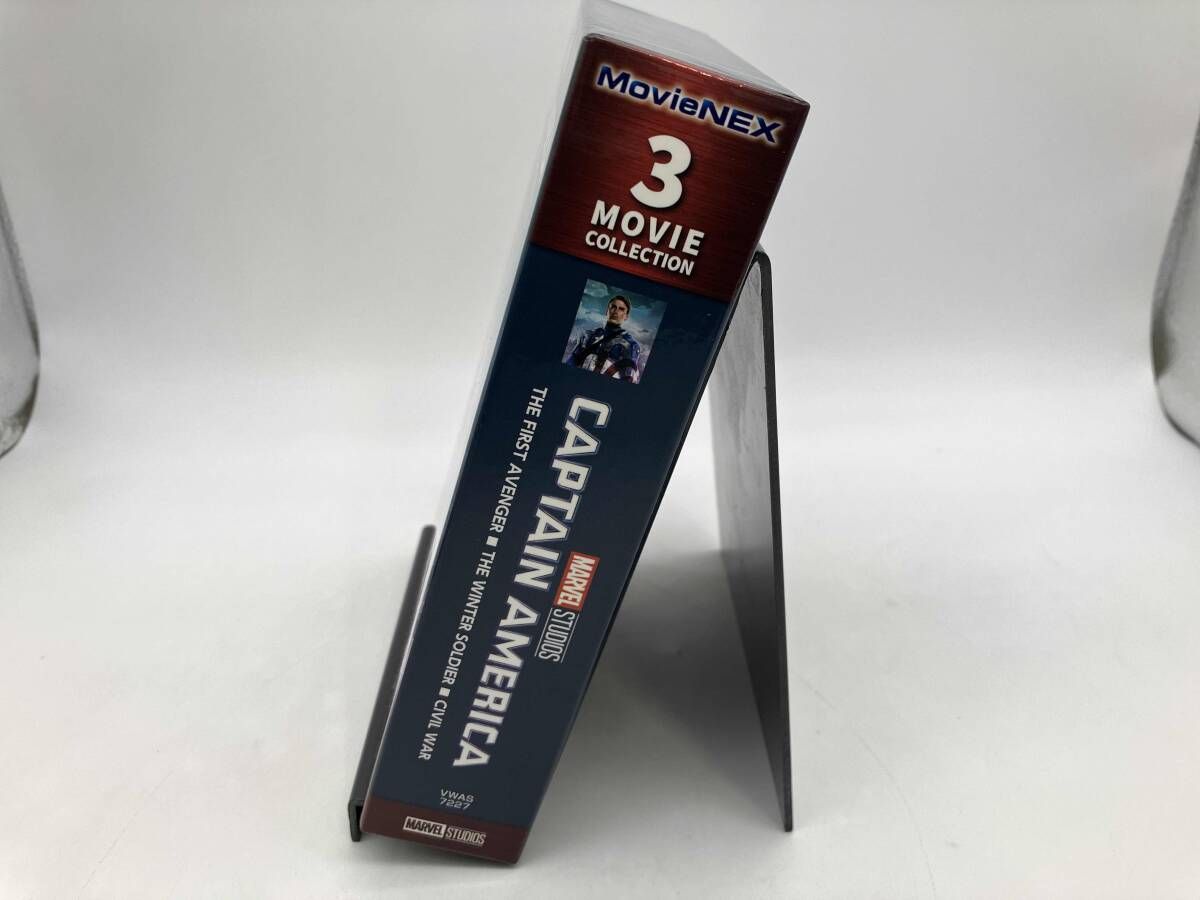 MovieNEX
3
MOVIE
COLLECTION
MARVEL STUDIOS
CAPTAIN AMERICA
THE FIRST AVENGER ■ THE WINTER SOLDIER ■ CIVIL WAR
VWAS
7227
MARVEL STUDIOS